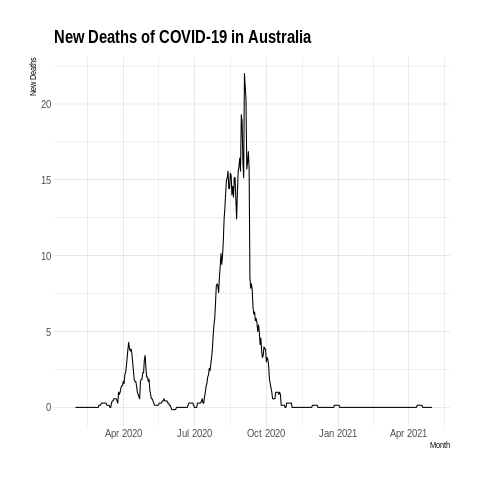 New Deaths of COVID-19 in Australia
New Deaths
20
15
10
5
0
Apr 2020 Jul 2020 Oct 2020 Jan 2021 Apr 2021
Month